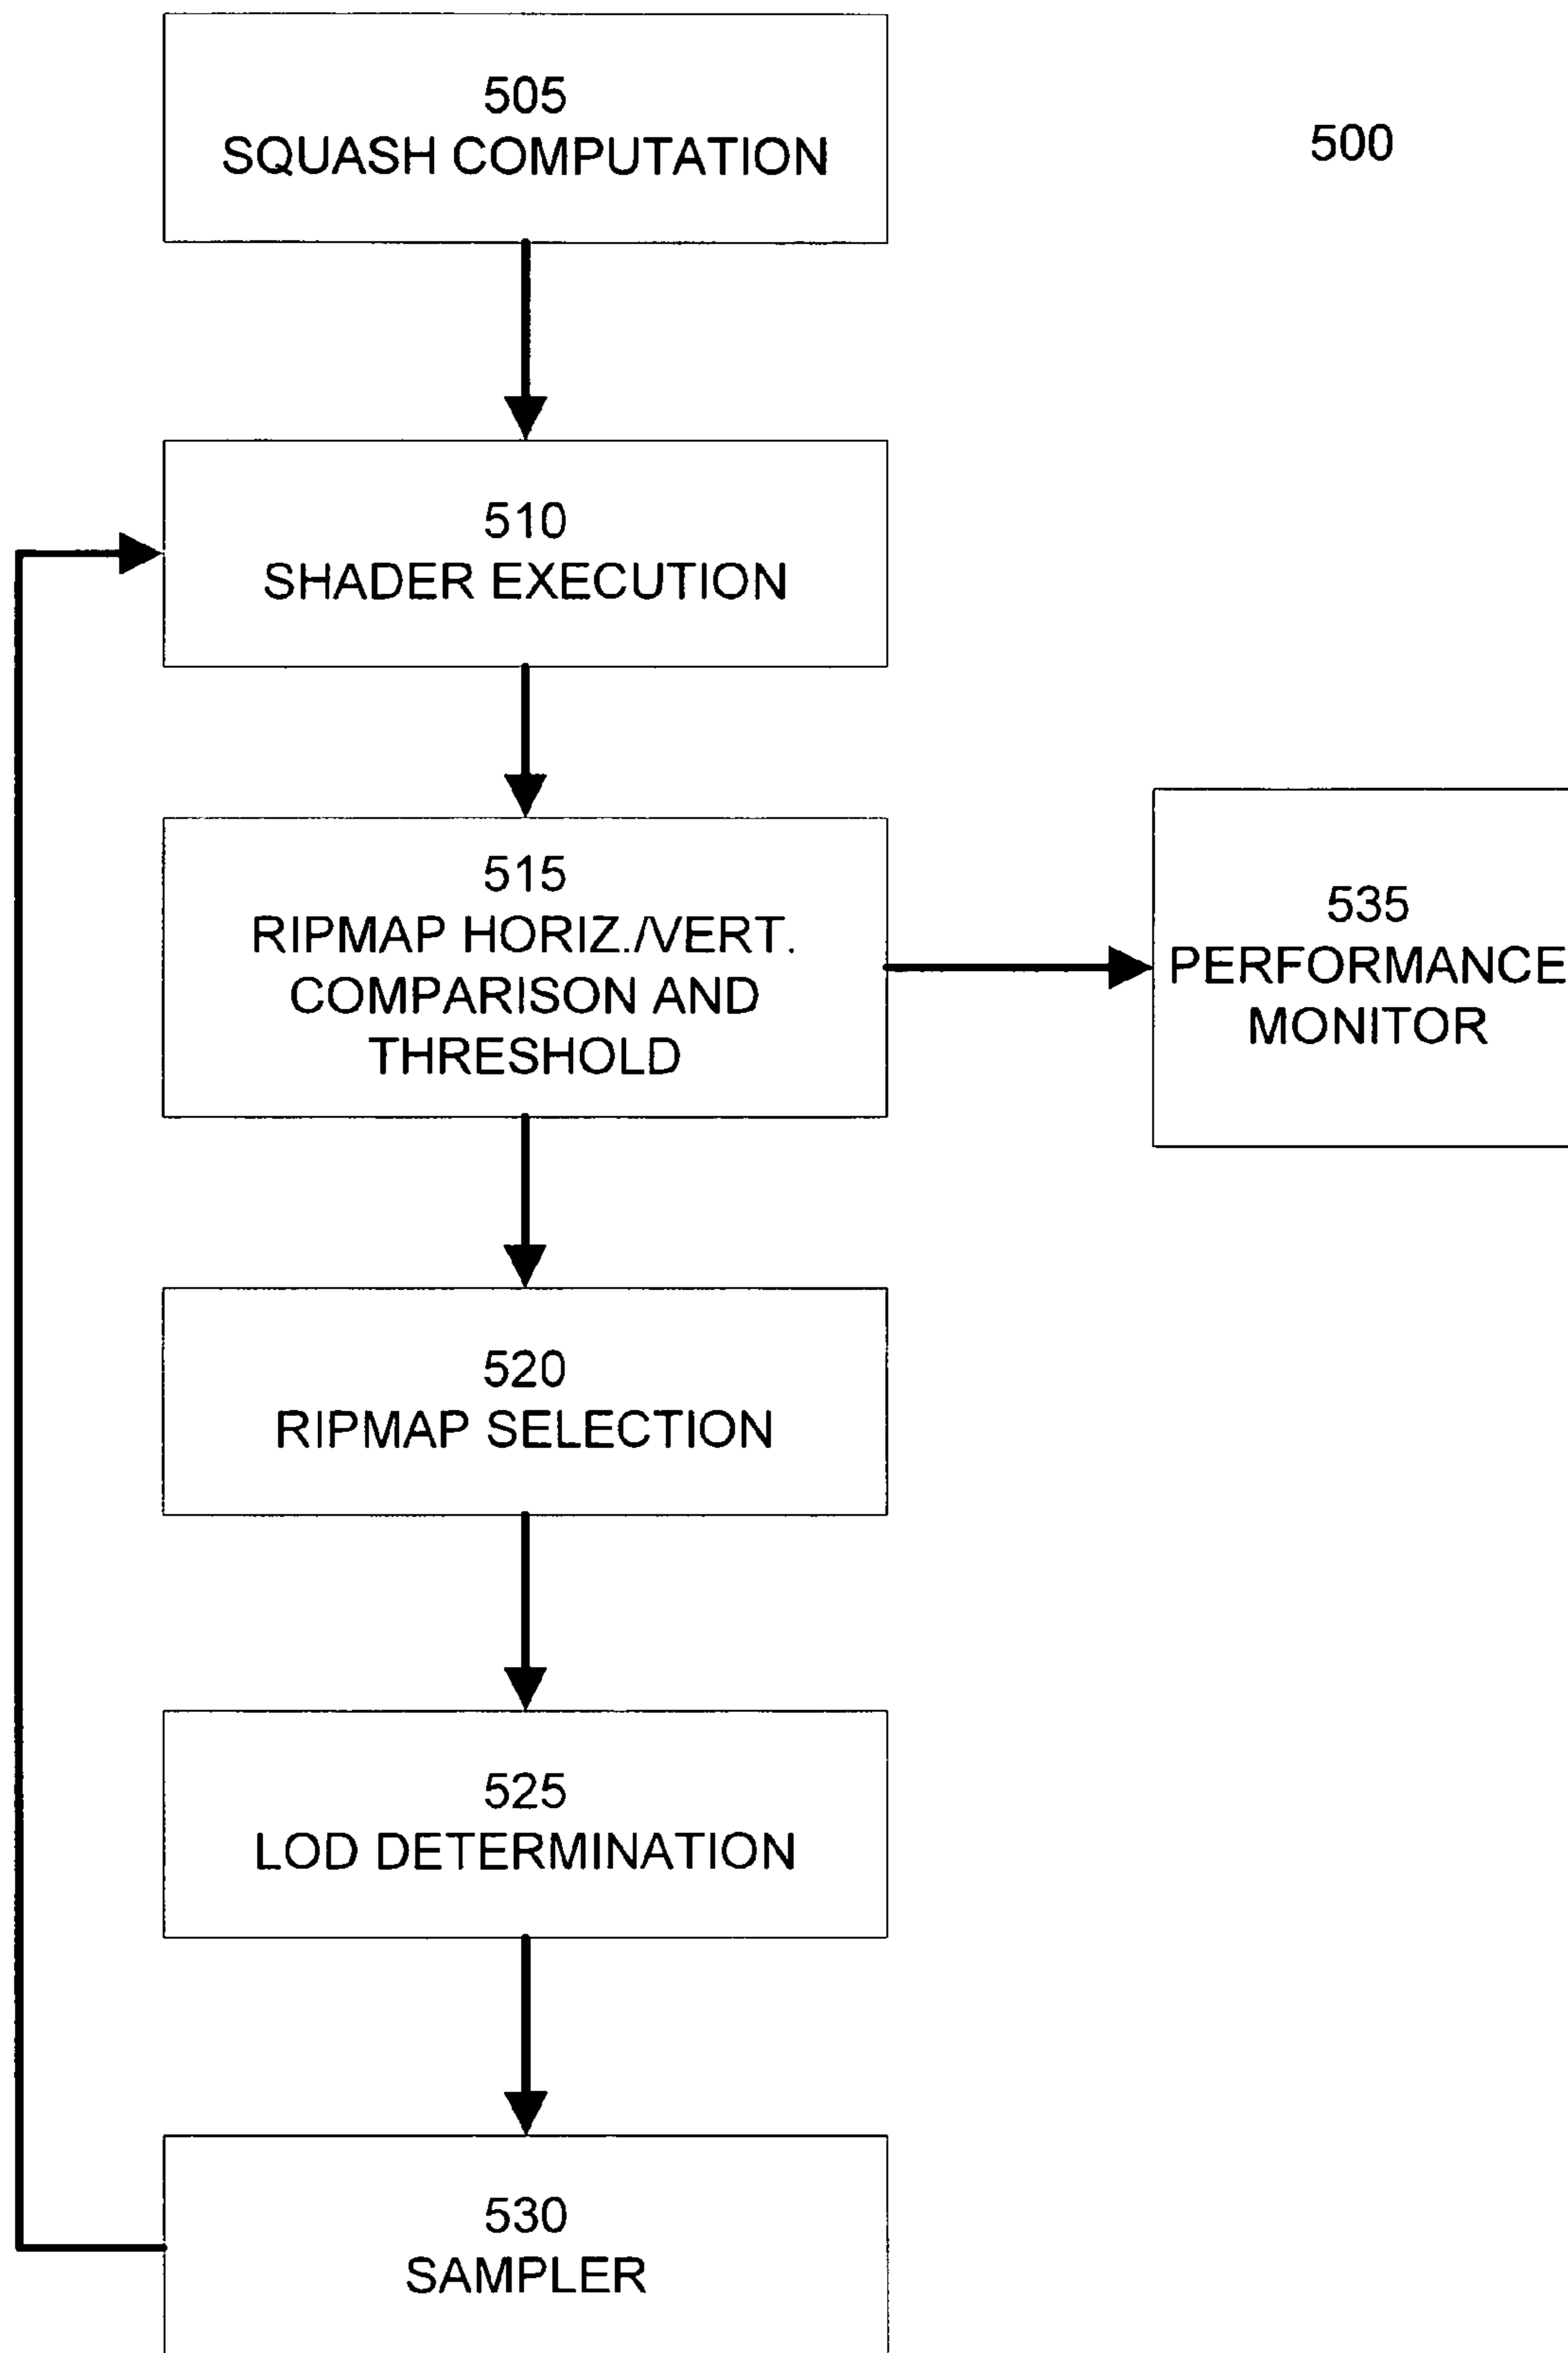 505
SQUASH COMPUTATION
500
510
SHADER EXECUTION
515
RIPMAP HORIZ./VERT.
COMPARISON AND
THRESHOLD
535
PERFORMANCE
MONITOR
520
RIPMAP SELECTION
525
LOD DETERMINATION
530
SAMPLER